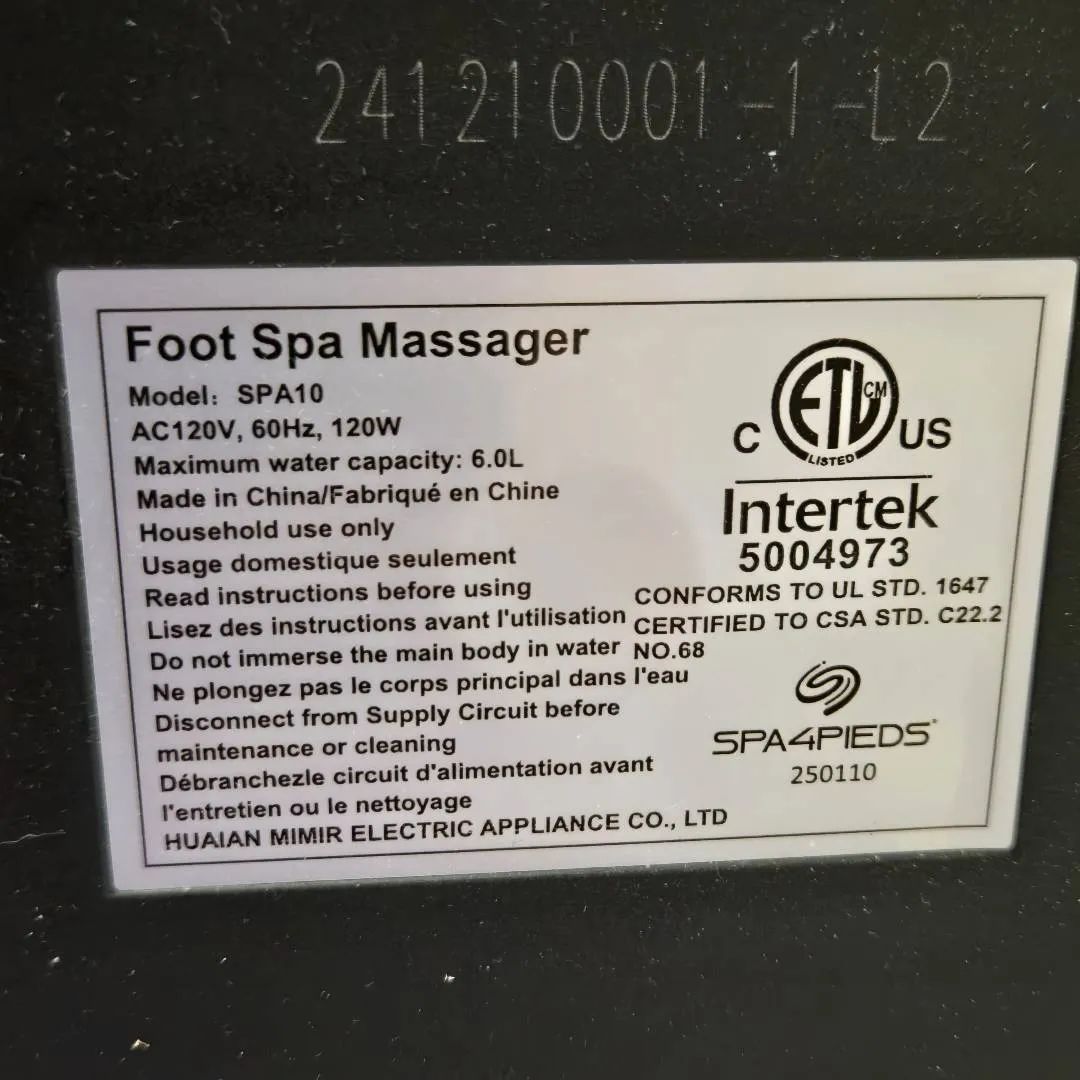 241210001-1-L2
Foot Spa Massager
Model: SPA10
AC120V, 60Hz, 120W
Maximum water capacity: 6.0L
Made in China/Fabriqué en Chine
Household use only
Usage domestique seulement
Read instructions before using
Lisez des instructions avant l'utilisation
Do not immerse the main body in water
Ne plongez pas le corps principal dans l'eau
Disconnect from Supply Circuit before
maintenance or cleaning
Débranchezle circuit d'alimentation avant
l'entretien ou le nettoyage
HUAIAN MIMIR ELECTRIC APPLIANCE CO., LTD
C ETL CM US
LISTED
Intertek
5004973
CONFORMS TO UL STD. 1647
CERTIFIED TO CSA STD. C22.2
NO.68
SPA4PIEDS
250110